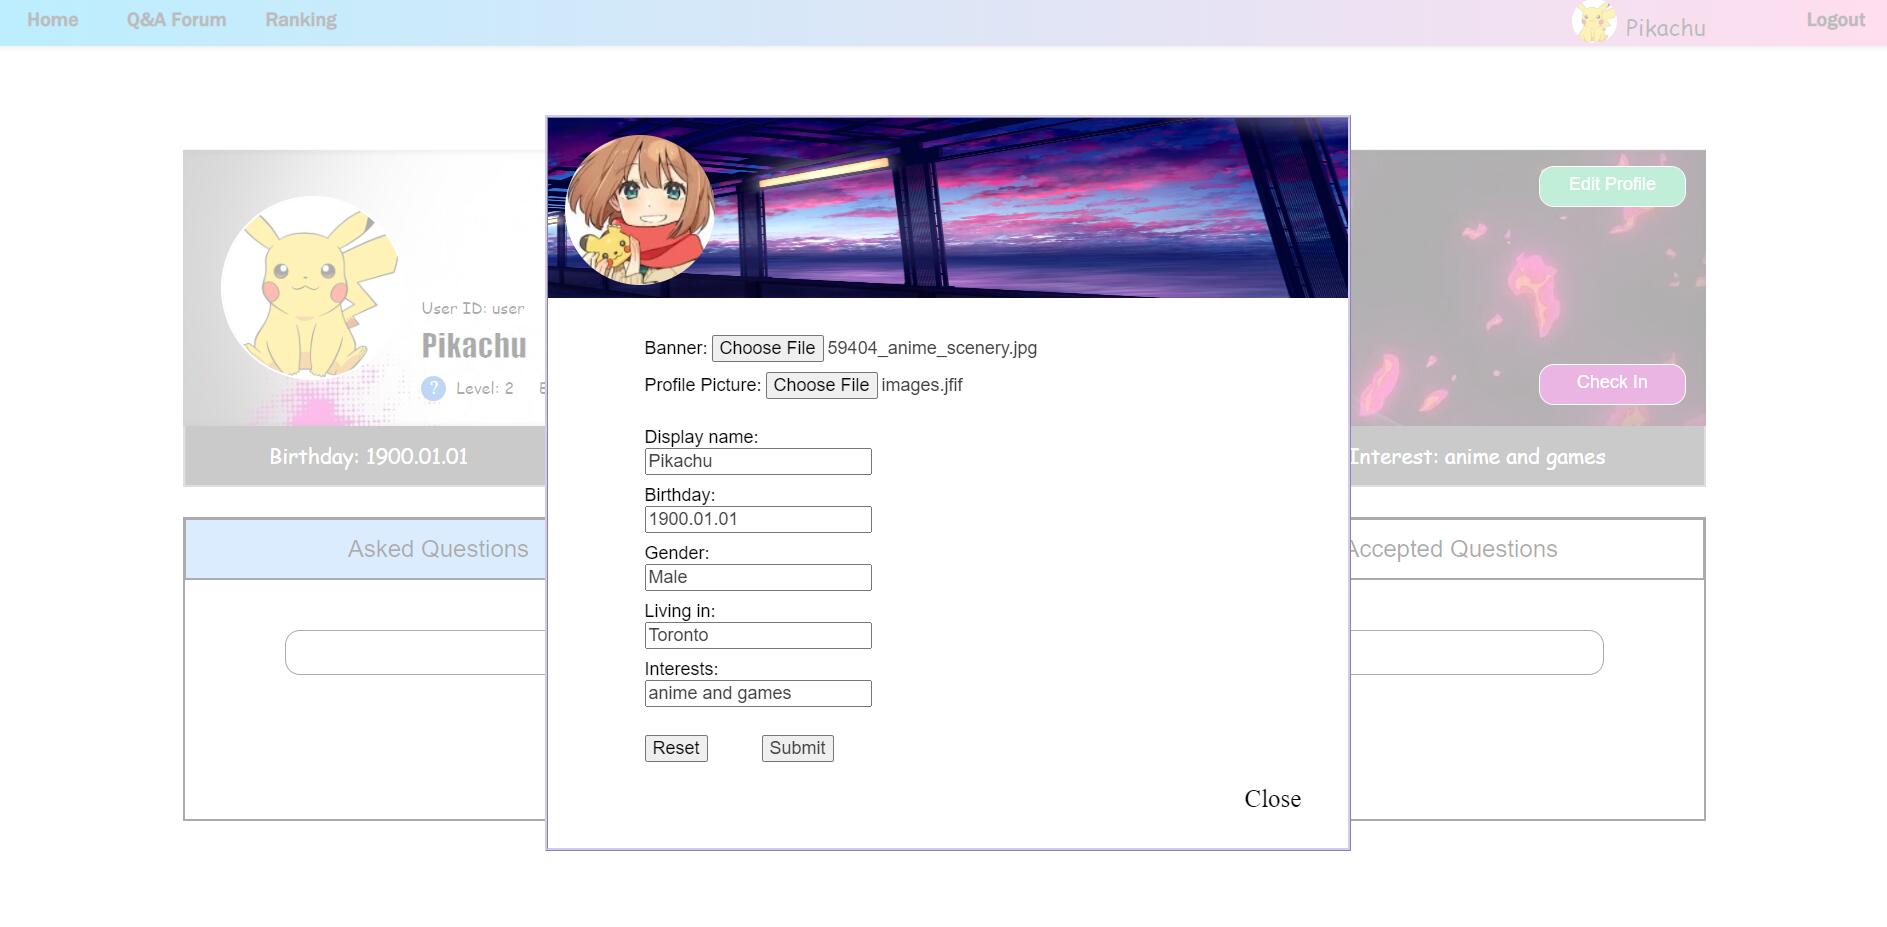 Home Q&A Forum Ranking Pikachu Logout
Edit Profile
User ID: user
Pikachu
? Level: 2
Check In
Birthday: 1900.01.01
Interest: anime and games
Asked Questions
Accepted Questions
Banner: Choose File 59404_anime_scenery.jpg
Profile Picture: Choose File images.jfif
Display name:
Pikachu
Birthday:
1900.01.01
Gender:
Male
Living in:
Toronto
Interests:
anime and games
Reset Submit
Close